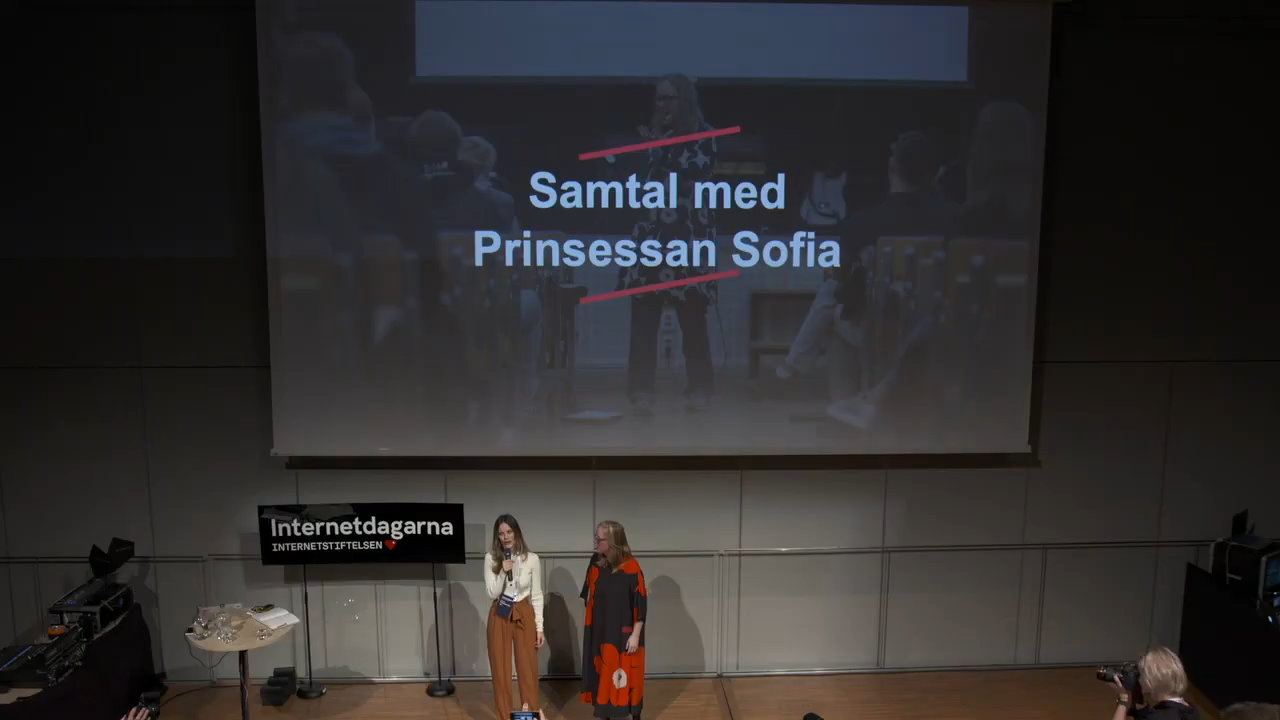 Samtal med
Prinsessan Sofia
Internetdagarna
INTERNETSTIFTELSEN